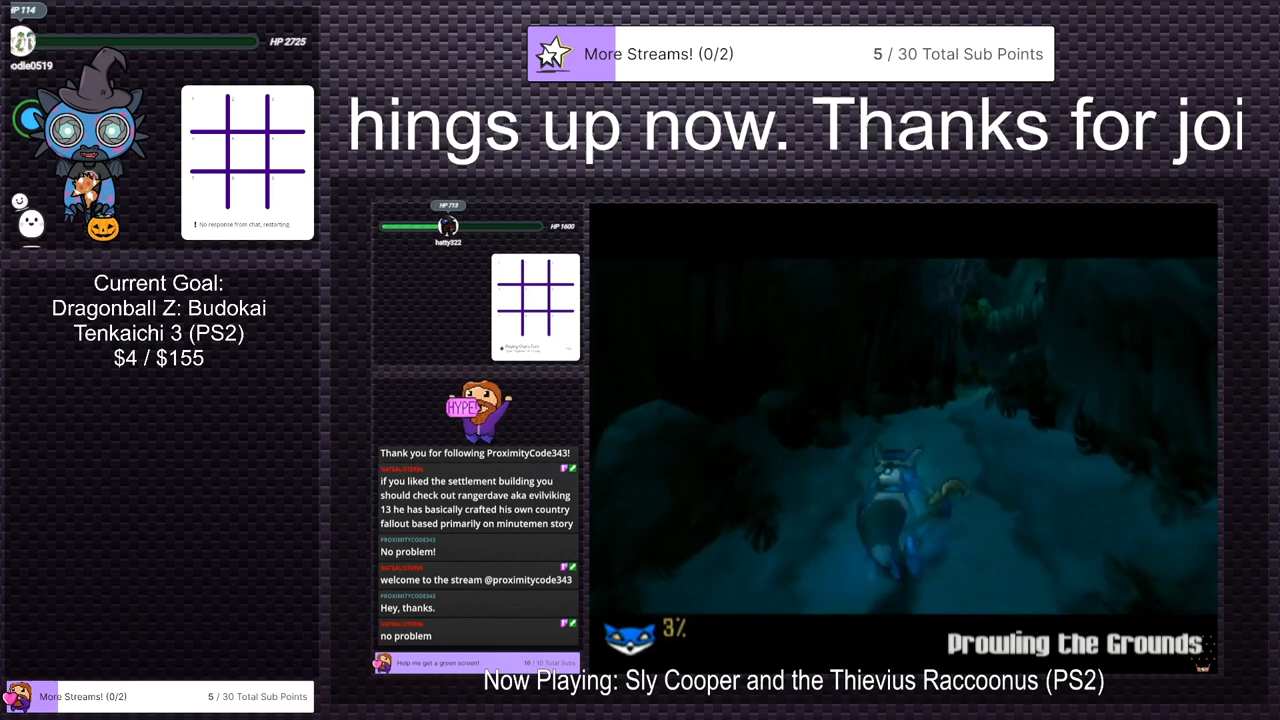 HP 114
HP 2725
odle0519
! No response from chat, restarting.
Current Goal:
Dragonball Z: Budokai
Tenkaichi 3 (PS2)
$4 / $155
More Streams! (0/2)
5 / 30 Total Sub Points
More Streams! (0/2)
5 / 30 Total Sub Points
hings up now. Thanks for joi
HP 713
HP 1600
hatty322
HYPE!
Thank you for following ProximityCode343!
if you liked the settlement building you
should check out rangerdave aka evilviking
13 he has basically crafted his own country
fallout based primarily on minutemen story
PROXIMITYCODE343
No problem!
welcome to the stream @proximitycode343
PROXIMITYCODE343
Hey, thanks.
no problem
Help me get a green screen!
/ 10 Total Subs
3%
Prowling the Grounds
Now Playing: Sly Cooper and the Thievius Raccoonus (PS2)